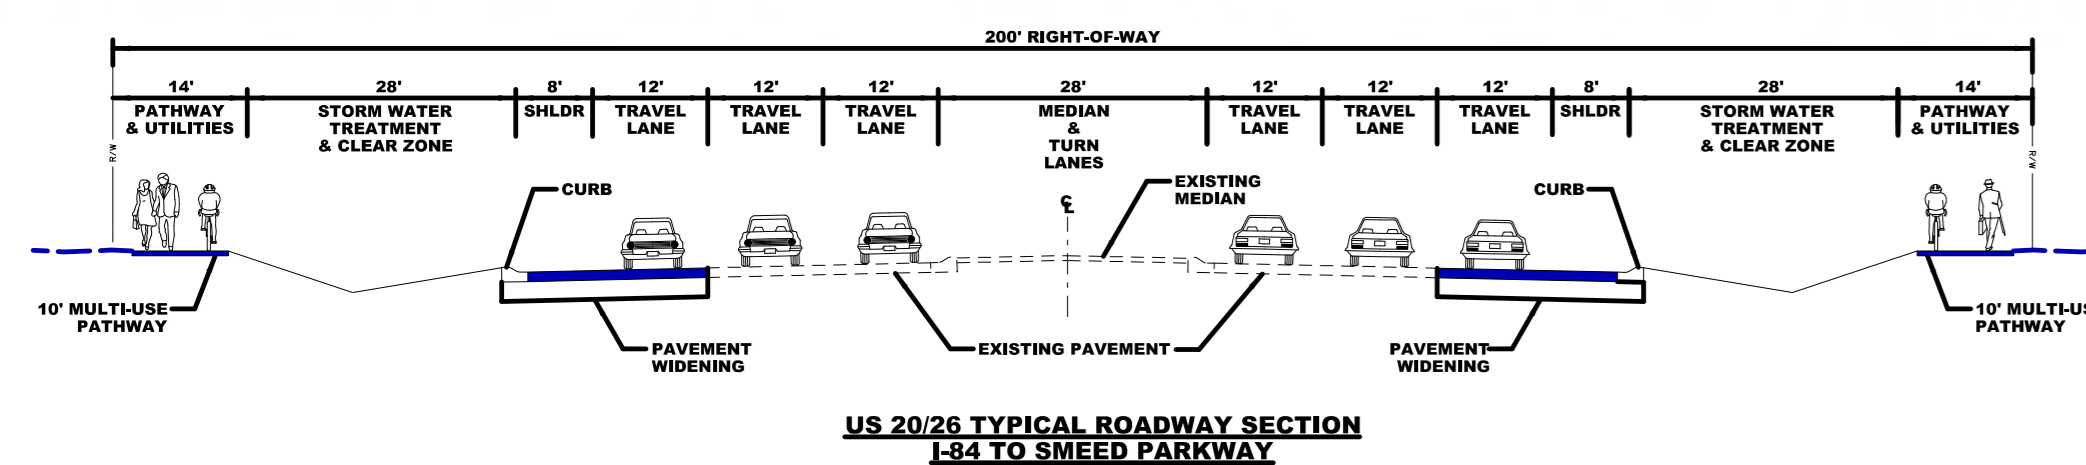 200' RIGHT-OF-WAY
14' 28' 8' 12' 12' 12' 28' 12' 12' 12' 8' 28' 14'
PATHWAY
& UTILITIES
STORM WATER
TREATMENT
& CLEAR ZONE
SHLDR
TRAVEL
LANE
TRAVEL
LANE
TRAVEL
LANE
MEDIAN
&
TURN
LANES
TRAVEL
LANE
TRAVEL
LANE
TRAVEL
LANE
SHLDR
STORM WATER
TREATMENT
& CLEAR ZONE
PATHWAY
& UTILITIES
R/W
R/W
CURB
EXISTING
MEDIAN
CURB
℄
10' MULTI-USE
PATHWAY
10' MULTI-US
PATHWAY
PAVEMENT
WIDENING
EXISTING PAVEMENT
PAVEMENT
WIDENING
US 20/26 TYPICAL ROADWAY SECTION
I-84 TO SMEED PARKWAY